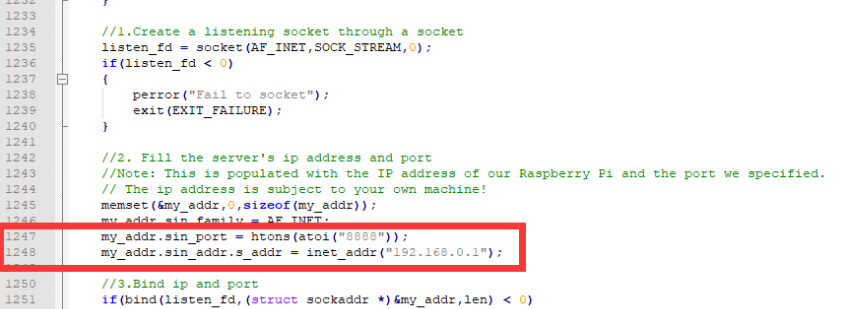 1232 }
1233
1234 //1.Create a listening socket through a socket
1235 listen_fd = socket(AF_INET,SOCK_STREAM,0);
1236 if(listen_fd < 0)
1237 {
1238 perror("Fail to socket");
1239 exit(EXIT_FAILURE);
1240 }
1241
1242 //2. Fill the server's ip address and port
1243 //Note: This is populated with the IP address of our Raspberry Pi and the port we specified.
1244 // The ip address is subject to your own machine!
1245 memset(&my_addr,0,sizeof(my_addr));
1246 my_addr.sin_family = AF_INET;
1247 my_addr.sin_port = htons(atoi("8888"));
1248 my_addr.sin_addr.s_addr = inet_addr("192.168.0.1");
1250 //3.Bind ip and port
1251 if(bind(listen_fd,(struct sockaddr *)&my_addr,len) < 0)